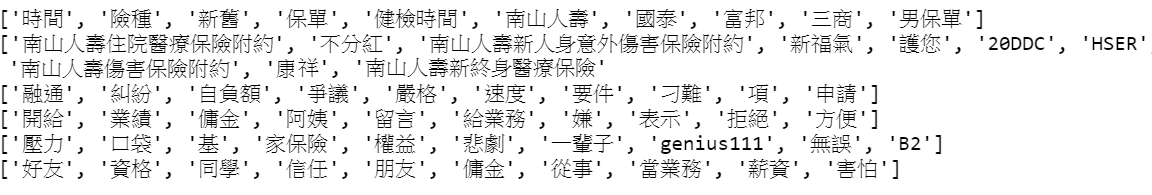 ['時間', '險種', '新舊', '保單', '健檢時間', '南山人壽', '國泰', '富邦', '三商', '男保單']
['南山人壽住院醫療保險附約', '不分紅', '南山人壽新人身意外傷害保險附約', '新福氣', '護您', '20DDC', 'HSER',
'南山人壽傷害保險附約', '康祥', '南山人壽新終身醫療保險'
['融通', '糾紛', '自負額', '爭議', '嚴格', '速度', '要件', '刁難', '項', '申請']
['開給', '業績', '傭金', '阿姨', '留言', '給業務', '嫌', '表示', '拒絕', '方便']
['壓力', '口袋', '基', '家保險', '權益', '悲劇', '一輩子', 'genius111', '無誤', 'B2']
['好友', '資格', '同學', '信任', '朋友', '傭金', '從事', '當業務', '薪資', '害怕']